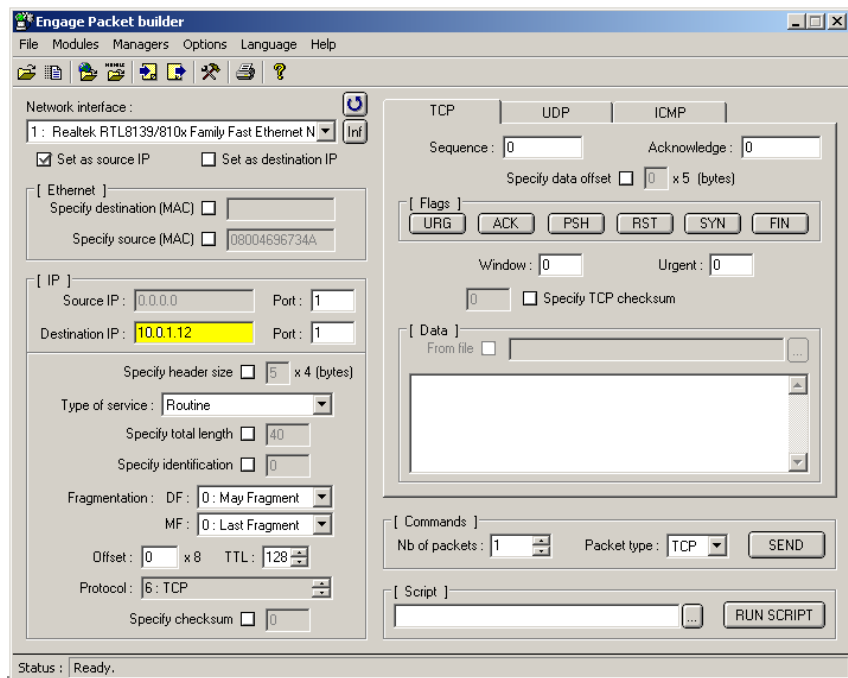 Engage Packet builder
File Modules Managers Options Language Help
Network interface :
1 : Realtek RTL8139/810x Family Fast Ethernet N
Inf
Set as source IP Set as destination IP
[ Ethernet ]
Specify destination (MAC)
Specify source (MAC) 08004696734A
[ IP ]
Source IP : 0.0.0.0 Port : 1
Destination IP : 10.0.1.12 Port : 1
Specify header size 5 x 4 (bytes)
Type of service : Routine
Specify total length 40
Specify identification 0
Fragmentation : DF : 0 : May Fragment
MF : 0 : Last Fragment
Offset : 0 x 8 TTL : 128
Protocol : 6 : TCP
Specify checksum 0
TCP UDP ICMP
Sequence : 0 Acknowledge : 0
Specify data offset 0 x 5 (bytes)
[ Flags ]
URG ACK PSH RST SYN FIN
Window : 0 Urgent : 0
0 Specify TCP checksum
[ Data ]
From file ...
[ Commands ]
Nb of packets : 1 Packet type : TCP SEND
[ Script ]
... RUN SCRIPT
Status : Ready.